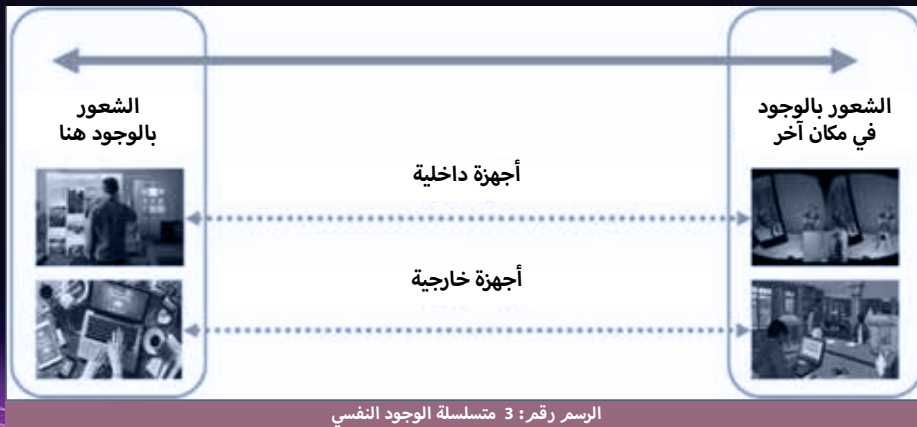 الشعور بالوجود
في مكان آخر
الشعور
بالوجود هنا
أجهزة داخلية
أجهزة خارجية
الرسم رقم: 3 متسلسلة الوجود النفسي